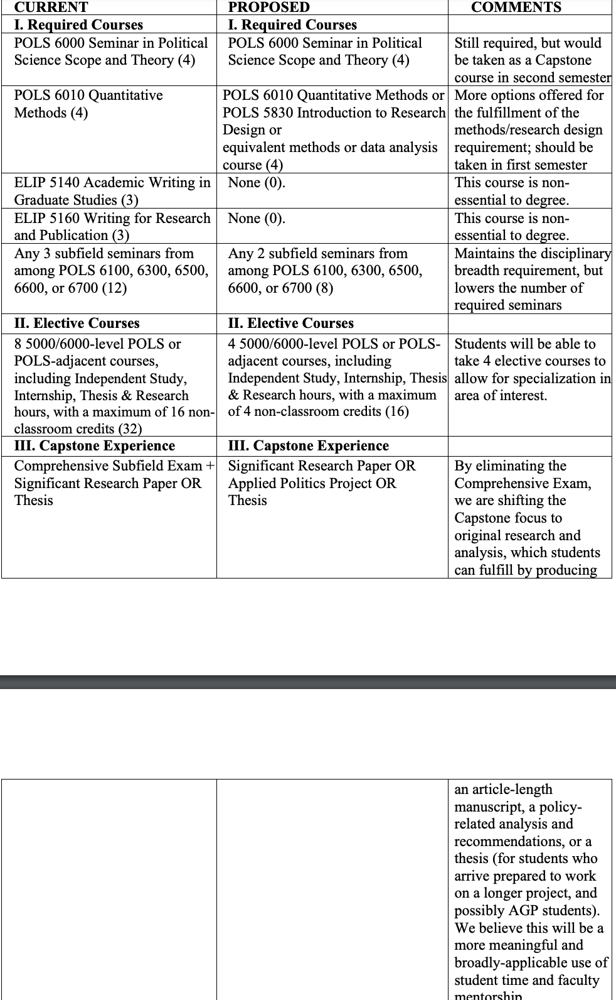 CURRENT PROPOSED COMMENTS
I. Required Courses I. Required Courses
POLS 6000 Seminar in Political
Science Scope and Theory (4)
POLS 6000 Seminar in Political
Science Scope and Theory (4)
Still required, but would
be taken as a Capstone
course in second semester
POLS 6010 Quantitative
Methods (4)
POLS 6010 Quantitative Methods or
POLS 5830 Introduction to Research
Design or
equivalent methods or data analysis
course (4)
More options offered for
the fulfillment of the
methods/research design
requirement; should be
taken in first semester
ELIP 5140 Academic Writing in
Graduate Studies (3)
None (0).
This course is non-
essential to degree.
ELIP 5160 Writing for Research
and Publication (3)
None (0).
This course is non-
essential to degree.
Any 3 subfield seminars from
among POLS 6100, 6300, 6500,
6600, or 6700 (12)
Any 2 subfield seminars from
among POLS 6100, 6300, 6500,
6600, or 6700 (8)
Maintains the disciplinary
breadth requirement, but
lowers the number of
required seminars
II. Elective Courses II. Elective Courses
8 5000/6000-level POLS or
POLS-adjacent courses,
including Independent Study,
Internship, Thesis & Research
hours, with a maximum of 16 non-
classroom credits (32)
4 5000/6000-level POLS or POLS-
adjacent courses, including
Independent Study, Internship, Thesis
& Research hours, with a maximum
of 4 non-classroom credits (16)
Students will be able to
take 4 elective courses to
allow for specialization in
area of interest.
III. Capstone Experience III. Capstone Experience
Comprehensive Subfield Exam +
Significant Research Paper OR
Thesis
Significant Research Paper OR
Applied Politics Project OR
Thesis
By eliminating the
Comprehensive Exam,
we are shifting the
Capstone focus to
original research and
analysis, which students
can fulfill by producing
an article-length
manuscript, a policy-
related analysis and
recommendations, or a
thesis (for students who
arrive prepared to work
on a longer project, and
possibly AGP students).
We believe this will be a
more meaningful and
broadly-applicable use of
student time and faculty
mentorship